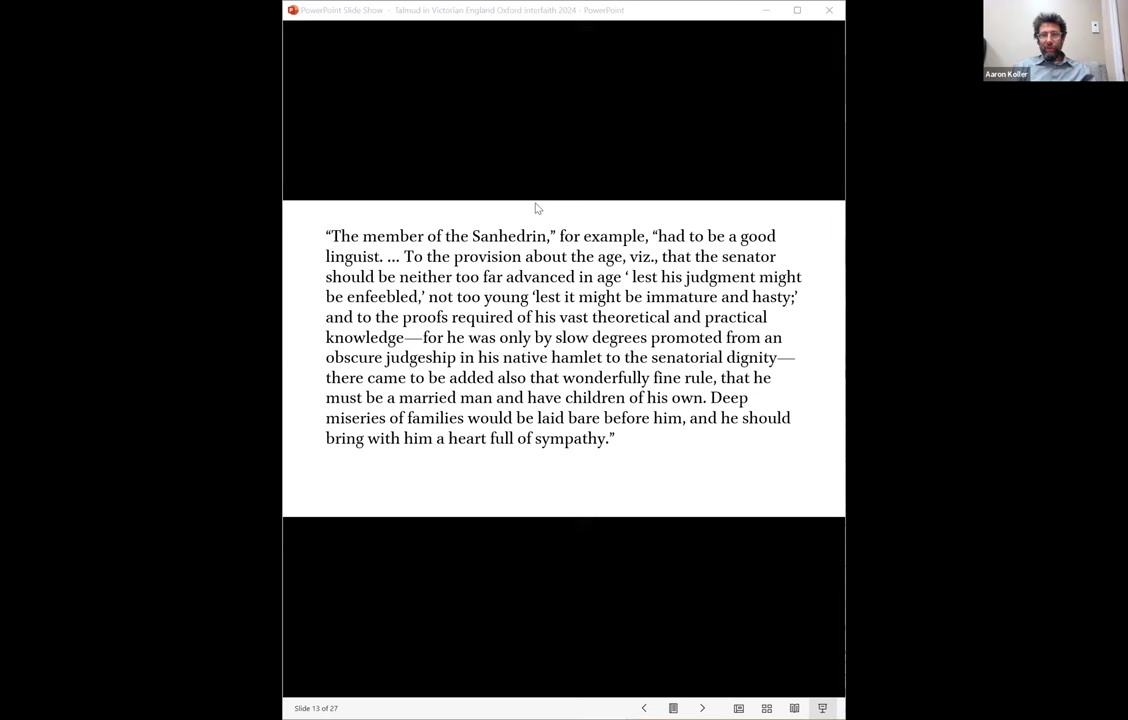 PowerPoint Slide Show - Talmud in Victorian England Oxford interfaith 2024 - PowerPoint
Aaron Koller
“The member of the Sanhedrin,” for example, “had to be a good
linguist. ... To the provision about the age, viz., that the senator
should be neither too far advanced in age ‘ lest his judgment might
be enfeebled,’ not too young ‘lest it might be immature and hasty;’
and to the proofs required of his vast theoretical and practical
knowledge—for he was only by slow degrees promoted from an
obscure judgeship in his native hamlet to the senatorial dignity—
there came to be added also that wonderfully fine rule, that he
must be a married man and have children of his own. Deep
miseries of families would be laid bare before him, and he should
bring with him a heart full of sympathy.”
Slide 13 of 27